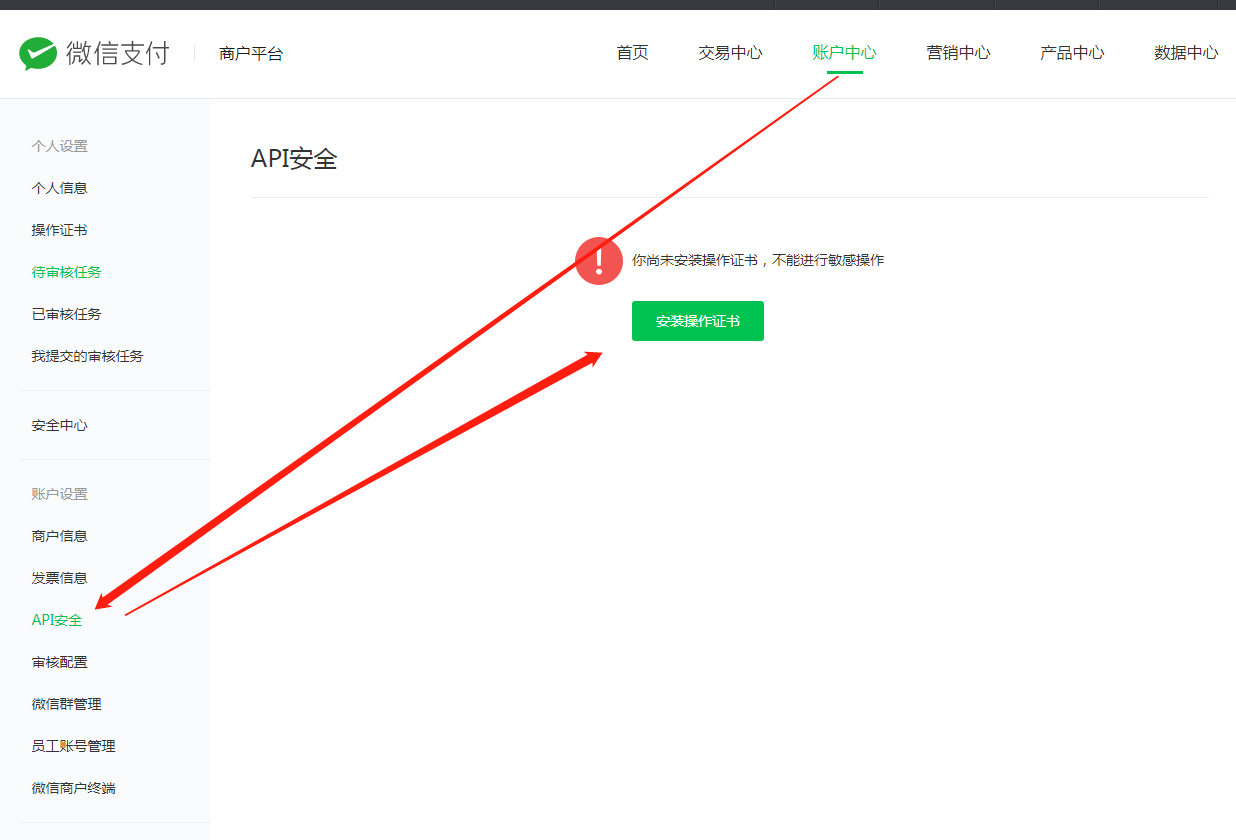 微信支付
商户平台
首页
交易中心
账户中心
营销中心
产品中心
数据中心
个人设置
个人信息
操作证书
待审核任务
已审核任务
我提交的审核任务
安全中心
账户设置
商户信息
发票信息
API安全
审核配置
微信群管理
员工账号管理
微信商户终端
API安全
你尚未安装操作证书，不能进行敏感操作
安装操作证书